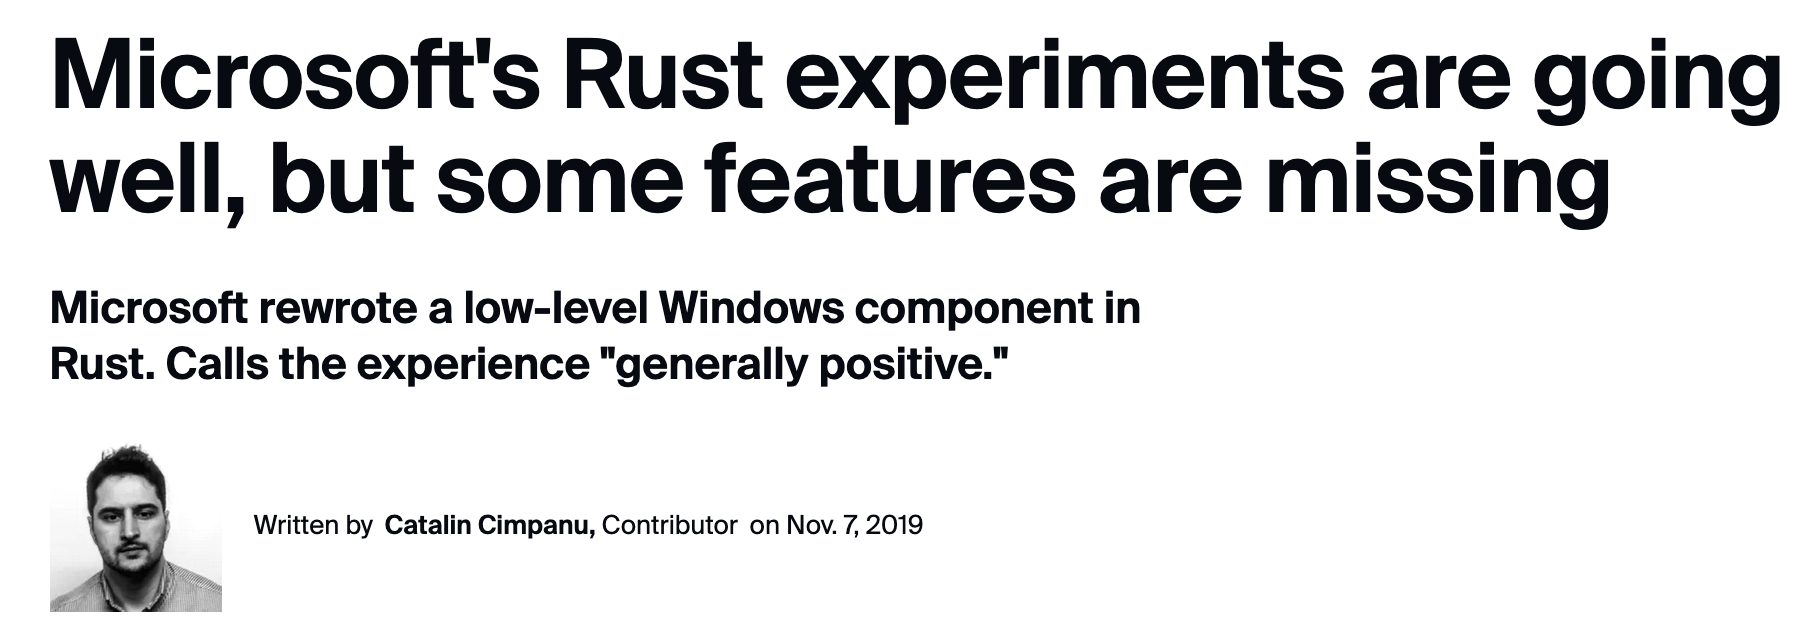 Microsoft's Rust experiments are going
well, but some features are missing
Microsoft rewrote a low-level Windows component in
Rust. Calls the experience "generally positive."
Written by Catalin Cimpanu, Contributor on Nov. 7, 2019